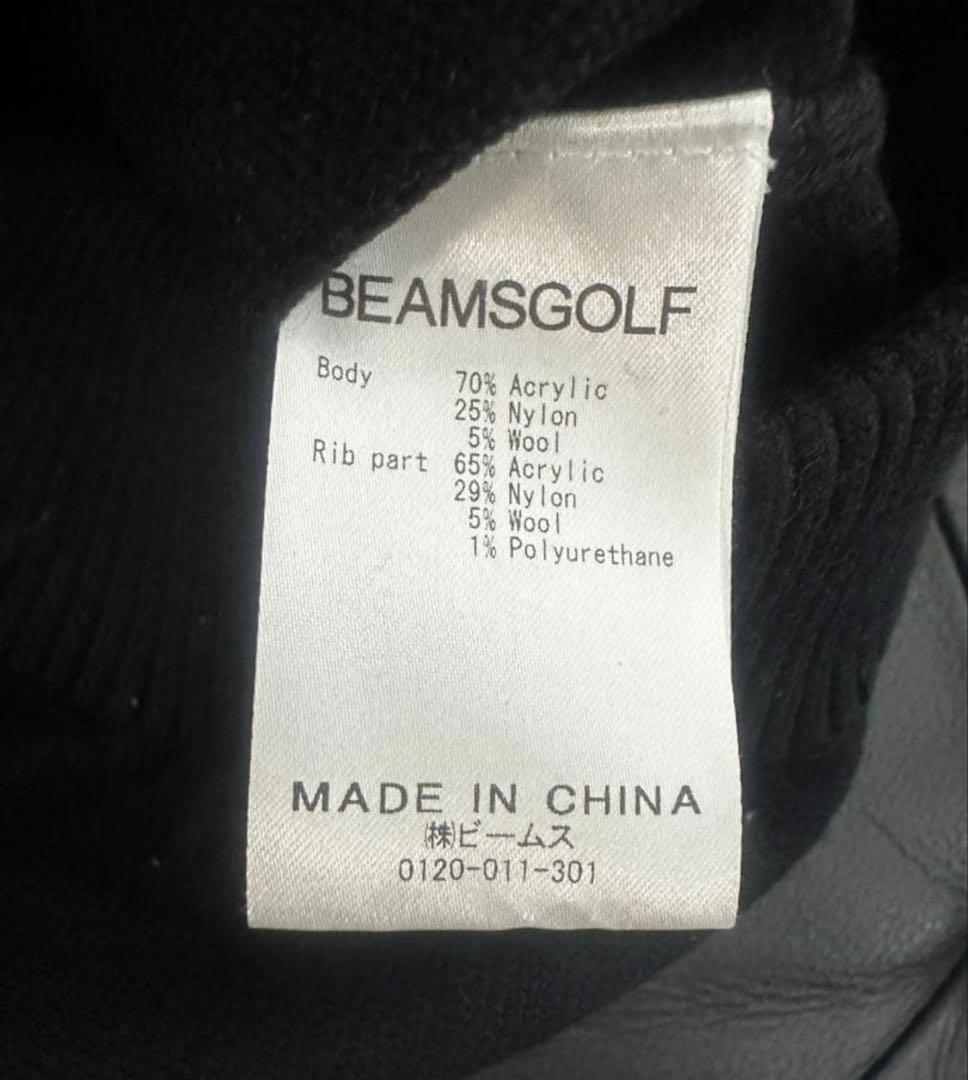 BEAMSGOLF
Body 70% Acrylic
25% Nylon
5% Wool
Rib part 65% Acrylic
29% Nylon
5% Wool
1% Polyurethane
MADE IN CHINA
㈱ビームス
0120-011-301